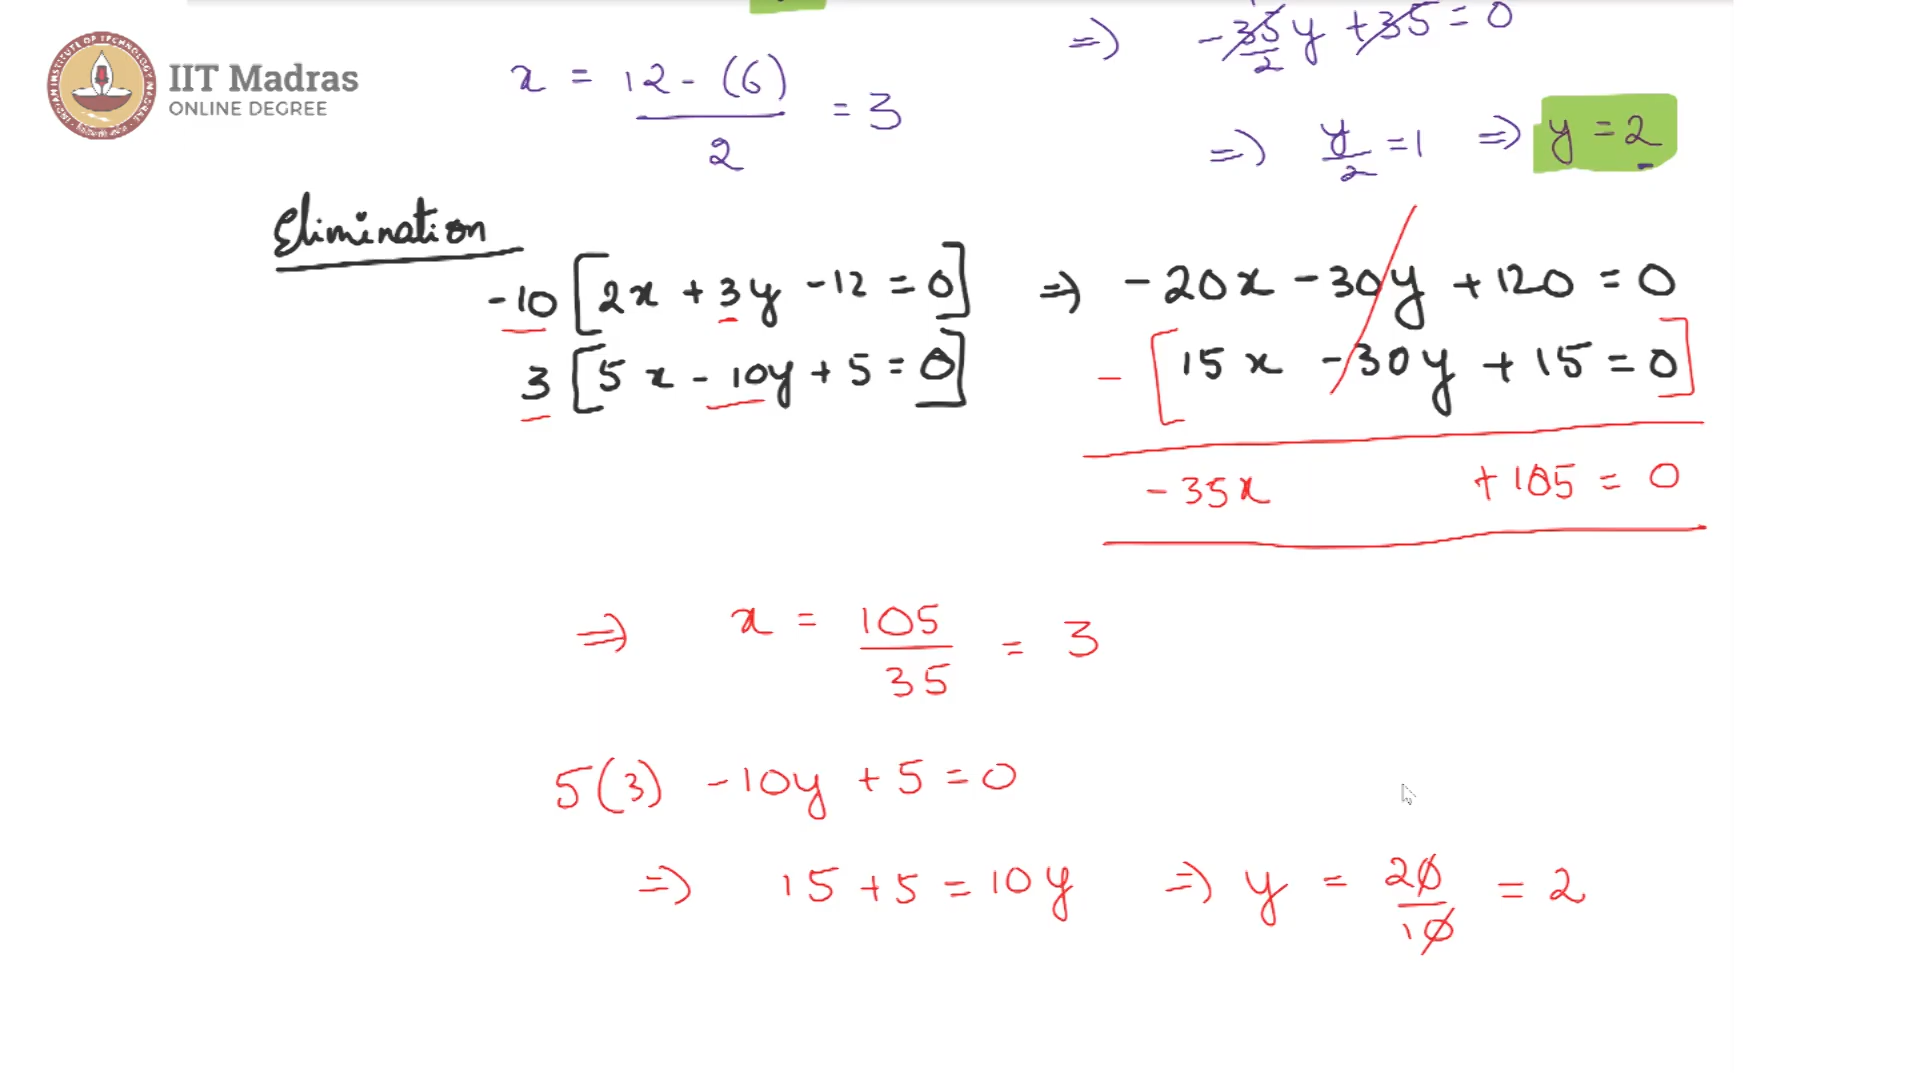 IIT Madras
ONLINE DEGREE
x = 12 - (6) / 2 = 3
=> -35/2 y + 35 = 0
=> y/2 = 1 => y = 2
Elimination
-10 [2x + 3y - 12 = 0] => -20x - 30y + 120 = 0
3 [5x - 10y + 5 = 0] - [15x - 30y + 15 = 0]
-35x + 105 = 0
=> x = 105/35 = 3
5(3) - 10y + 5 = 0
=> 15 + 5 = 10y => y = 20/10 = 2